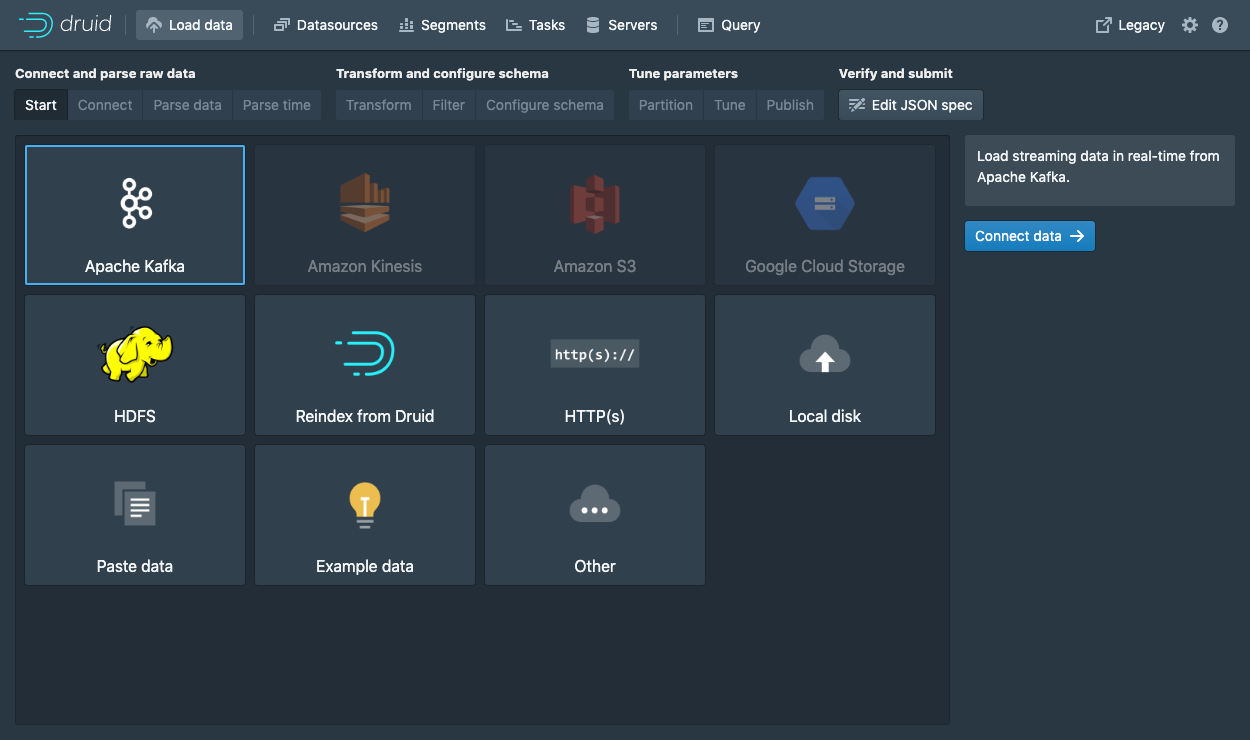 druid
Load data
Datasources
Segments
Tasks
Servers
Query
Legacy
Connect and parse raw data
Transform and configure schema
Tune parameters
Verify and submit
Start
Connect
Parse data
Parse time
Transform
Filter
Configure schema
Partition
Tune
Publish
Edit JSON spec
Apache Kafka
Amazon Kinesis
Amazon S3
Google Cloud Storage
Load streaming data in real-time from
Apache Kafka.
Connect data
http(s)://
HDFS
Reindex from Druid
HTTP(s)
Local disk
Paste data
Example data
Other